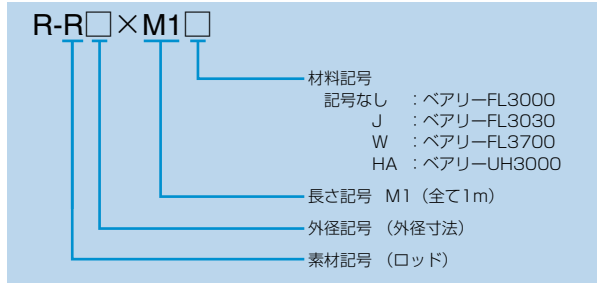 R-R□×M1□
材料記号
記号なし :ベアリーFL3000
J :ベアリーFL3030
W :ベアリーFL3700
HA :ベアリーUH3000
長さ記号 M1(全て1m)
外径記号 (外径寸法)
素材記号 (ロッド)